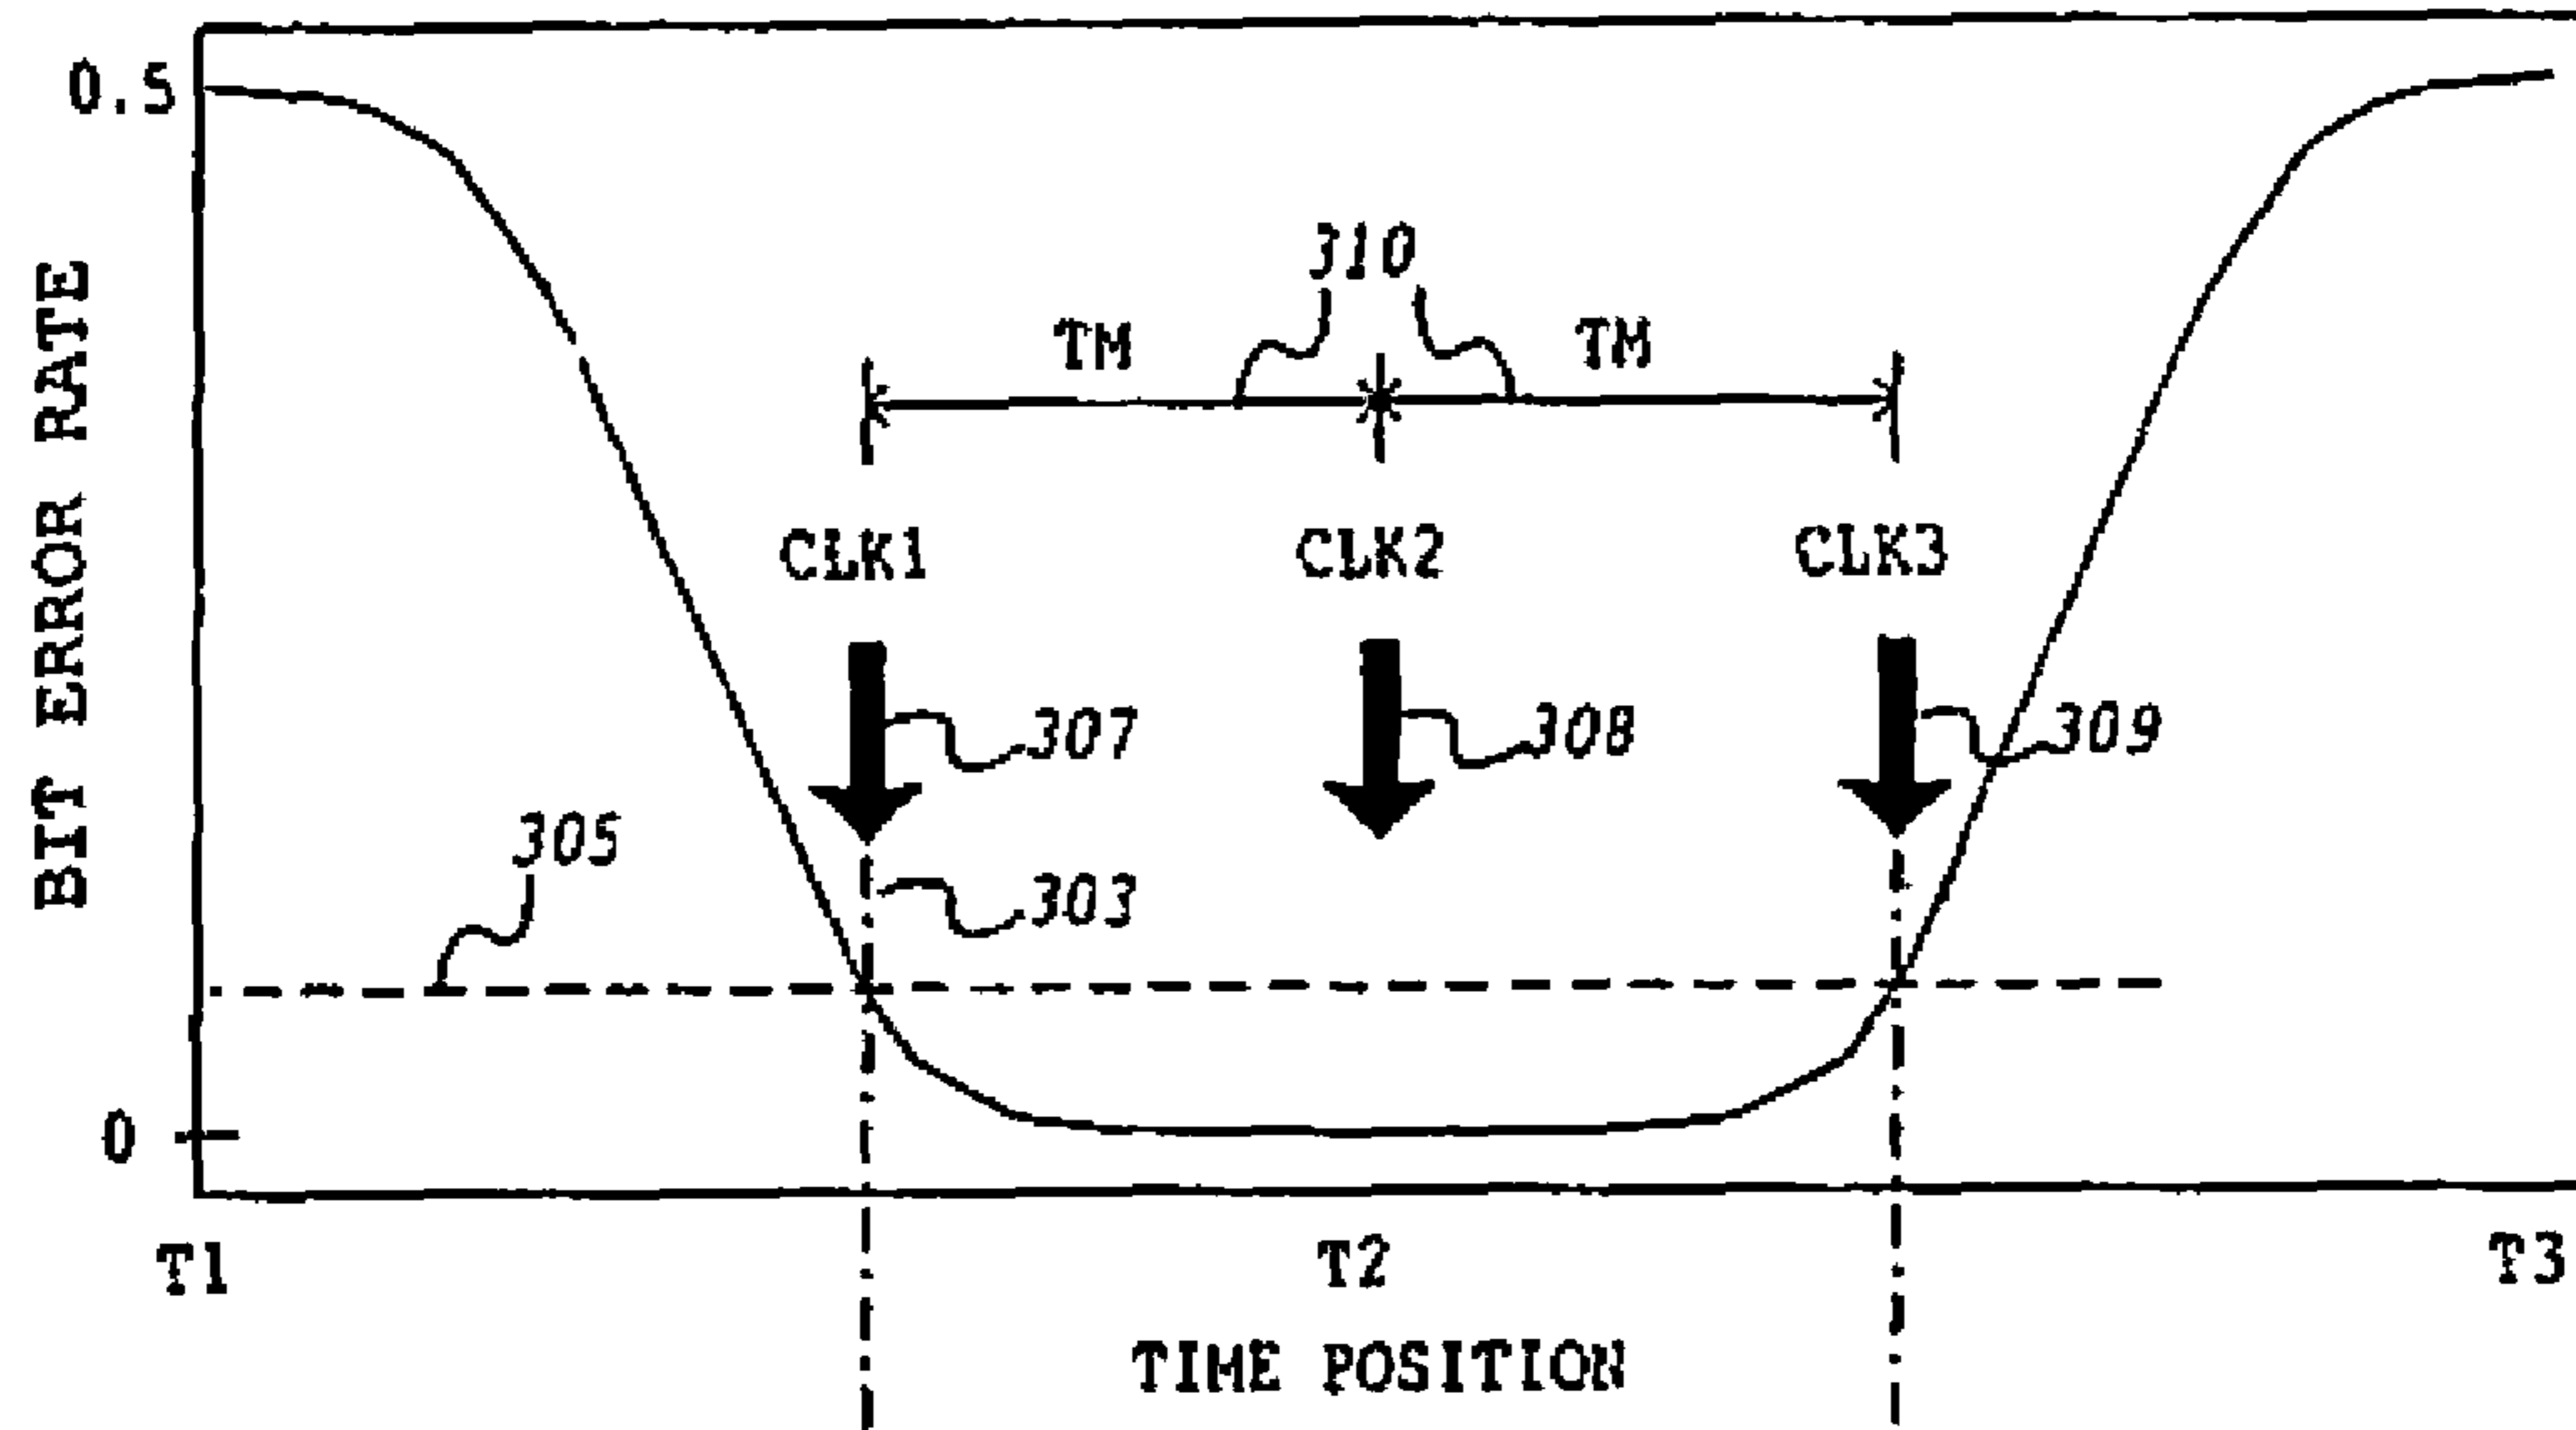 0.5
BIT ERROR RATE
310
TM TM
CLK1 CLK2 CLK3
307 308 309
305
303
0
T1 T2 T3
TIME POSITION